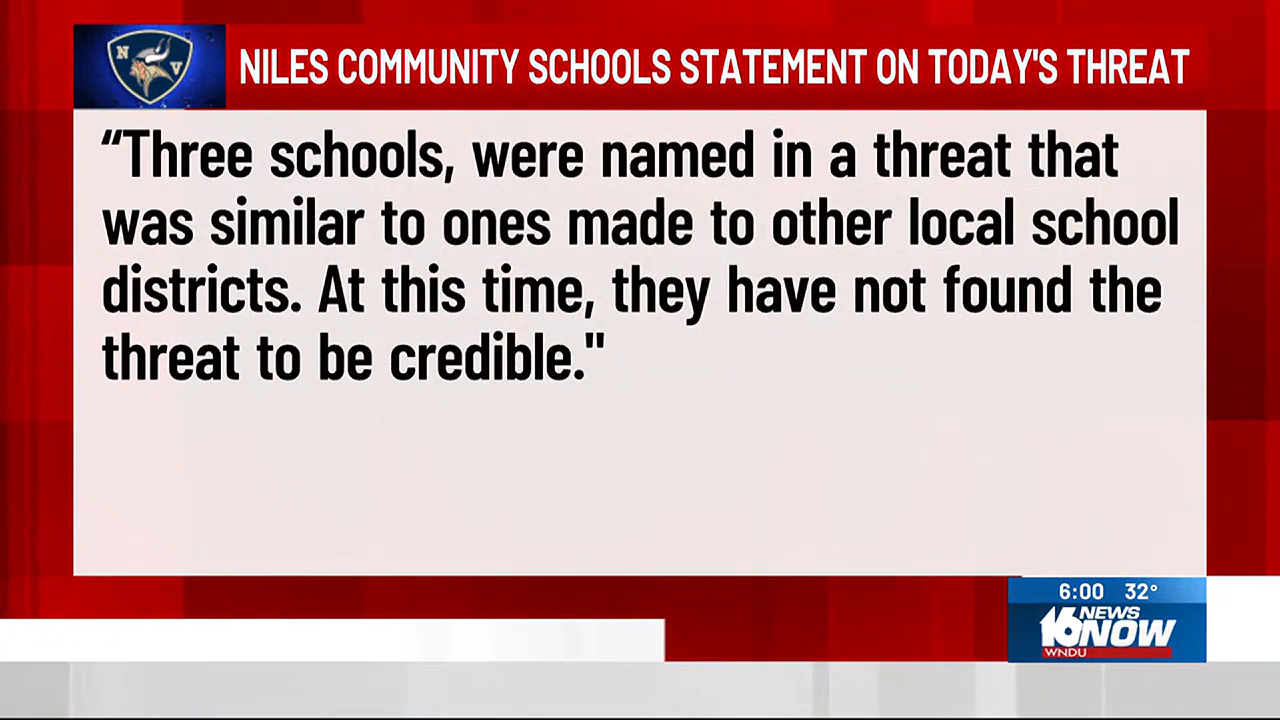 N V
NILES COMMUNITY SCHOOLS STATEMENT ON TODAY'S THREAT
“Three schools, were named in a threat that
was similar to ones made to other local school
districts. At this time, they have not found the
threat to be credible."
6:00 32°
16 NEWS NOW
WNDU